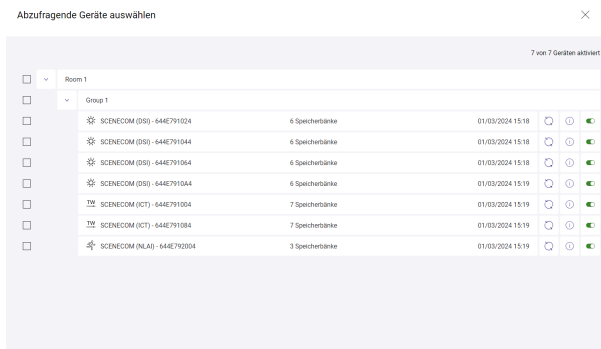 Abzufragende Geräte auswählen
7 von 7 Geräten aktiviert
Room 1
Group 1
SCENECOM (DSI) - 644E791024 6 Speicherbänke 01/03/2024 15:18
SCENECOM (DSI) - 644E791044 6 Speicherbänke 01/03/2024 15:18
SCENECOM (DSI) - 644E791064 6 Speicherbänke 01/03/2024 15:18
SCENECOM (DSI) - 644E7910A4 6 Speicherbänke 01/03/2024 15:19
TW SCENECOM (ICT) - 644E791004 7 Speicherbänke 01/03/2024 15:19
TW SCENECOM (ICT) - 644E791084 7 Speicherbänke 01/03/2024 15:19
SCENECOM (NLAI) - 644E792004 3 Speicherbänke 01/03/2024 15:19